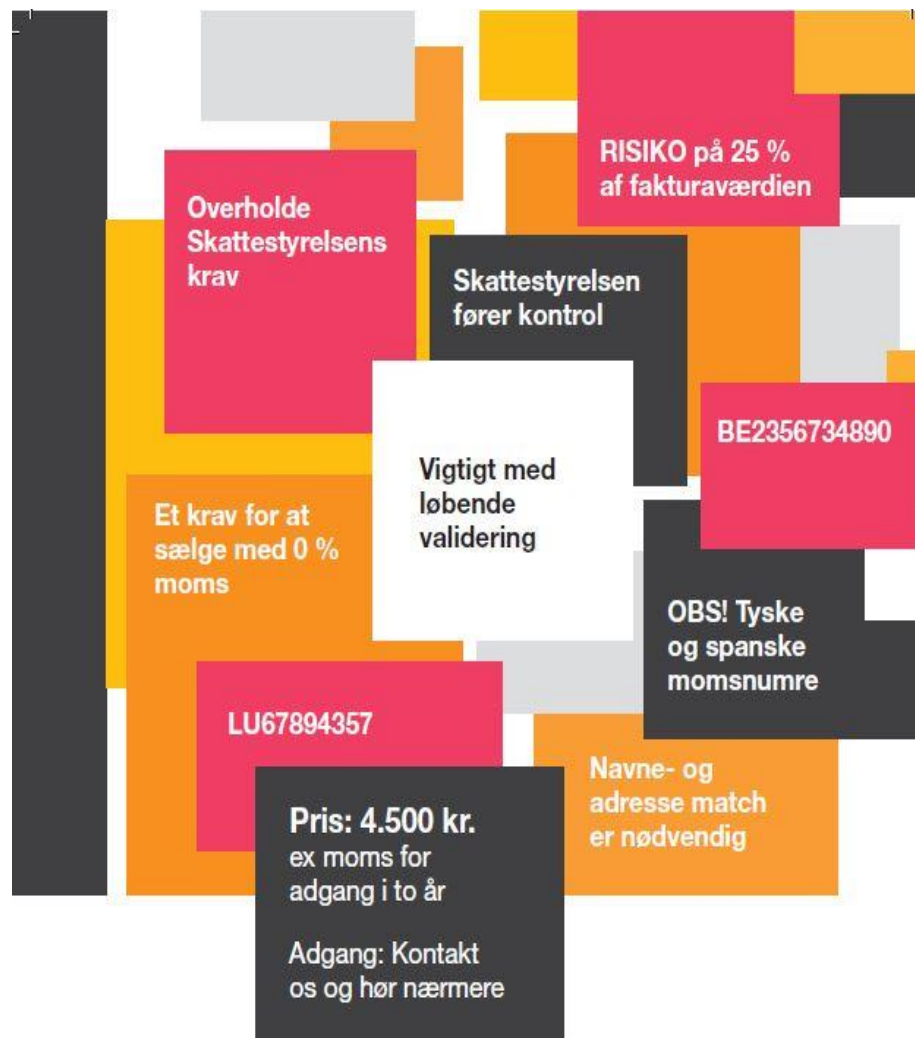 RISIKO på 25 %
af fakturaværdien
Overholde
Skattestyrelsens
krav
Skattestyrelsen
fører kontrol
BE2356734890
Vigtigt med
løbende
validering
Et krav for at
sælge med 0 %
moms
OBS! Tyske
og spanske
momsnumre
LU67894357
Navne- og
adresse match
er nødvendig
Pris: 4.500 kr.
ex moms for
adgang i to år
Adgang: Kontakt
os og hør nærmere